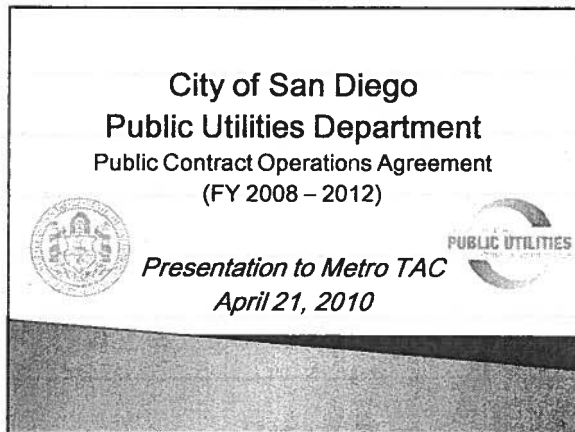 City of San Diego
Public Utilities Department
Public Contract Operations Agreement
(FY 2008 – 2012)
PUBLIC UTILITIES
Presentation to Metro TAC
April 21, 2010